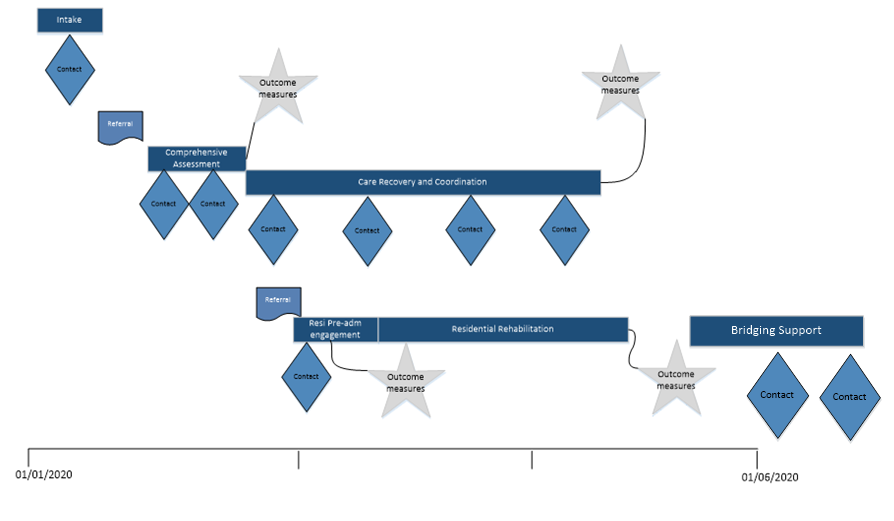 Intake
Contact
Outcome
measures
Outcome
measures
Referral
Comprehensive
Assessment
Care Recovery and Coordination
Contact
Contact
Contact
Contact
Contact
Contact
Referral
Resi Pre-adm
engagement
Residential Rehabilitation
Bridging Support
Contact
Outcome
measures
Outcome
measures
Contact
Contact
01/01/2020
01/06/2020